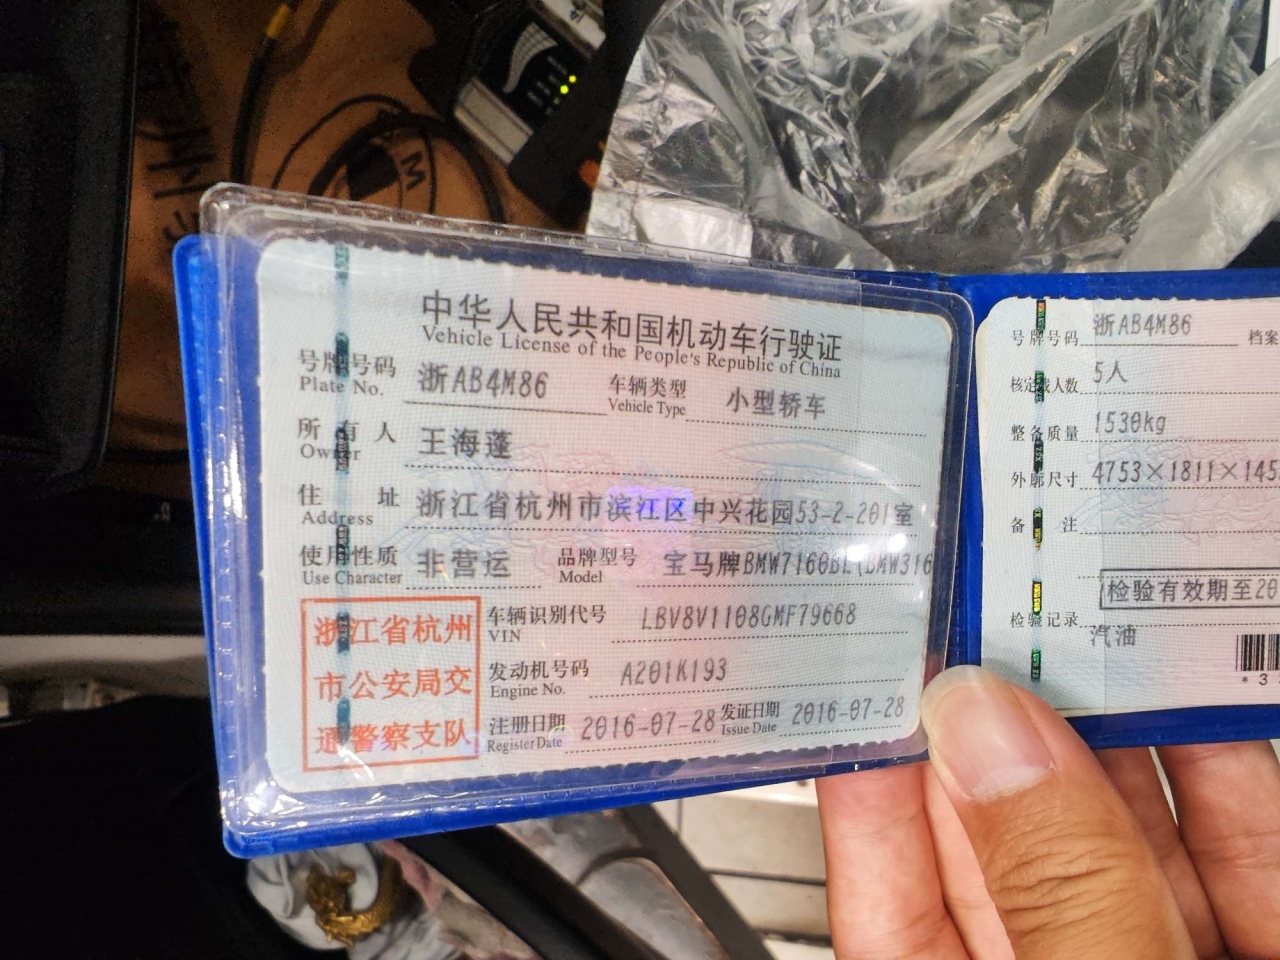 中华人民共和国机动车行驶证
Vehicle License of the People's Republic of China
号牌号码 浙AB4M86 车辆类型 小型轿车
Plate No. Vehicle Type
所有人 王海蓬
Owner
住址 浙江省杭州市滨江区中兴花园53-2-201室
Address
使用性质 非营运 品牌型号 宝马牌BMW7160BL(BMW316
Use Character Model
浙江省杭州
市公安局交
通警察支队
车辆识别代号 LBV8V1108GMF79668
VIN
发动机号码 A201K193
Engine No.
注册日期 2016-07-28 发证日期 2016-07-28
Register Date Issue Date
号牌号码 浙AB4M86 档案
核定载人数 5人
整备质量 1530kg
外廓尺寸 4753×1811×145
备注
检验有效期至20
检验记录
汽油
*3
M